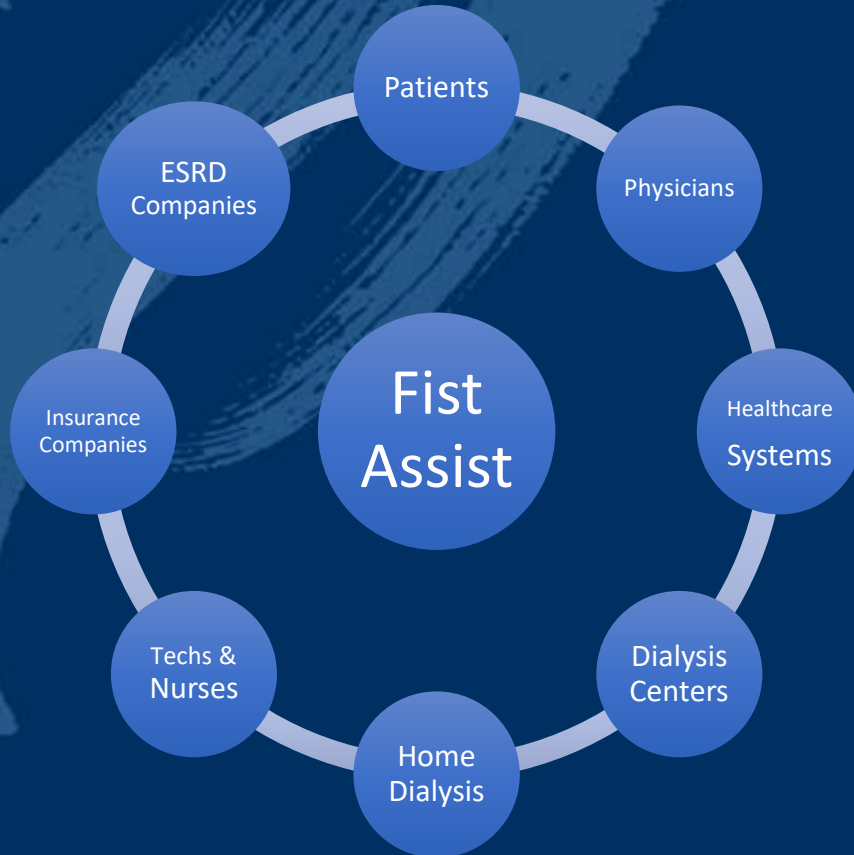 Patients
ESRD
Companies
Physicians
Insurance
Companies
Fist
Assist
Healthcare
Systems
Techs &
Nurses
Dialysis
Centers
Home
Dialysis